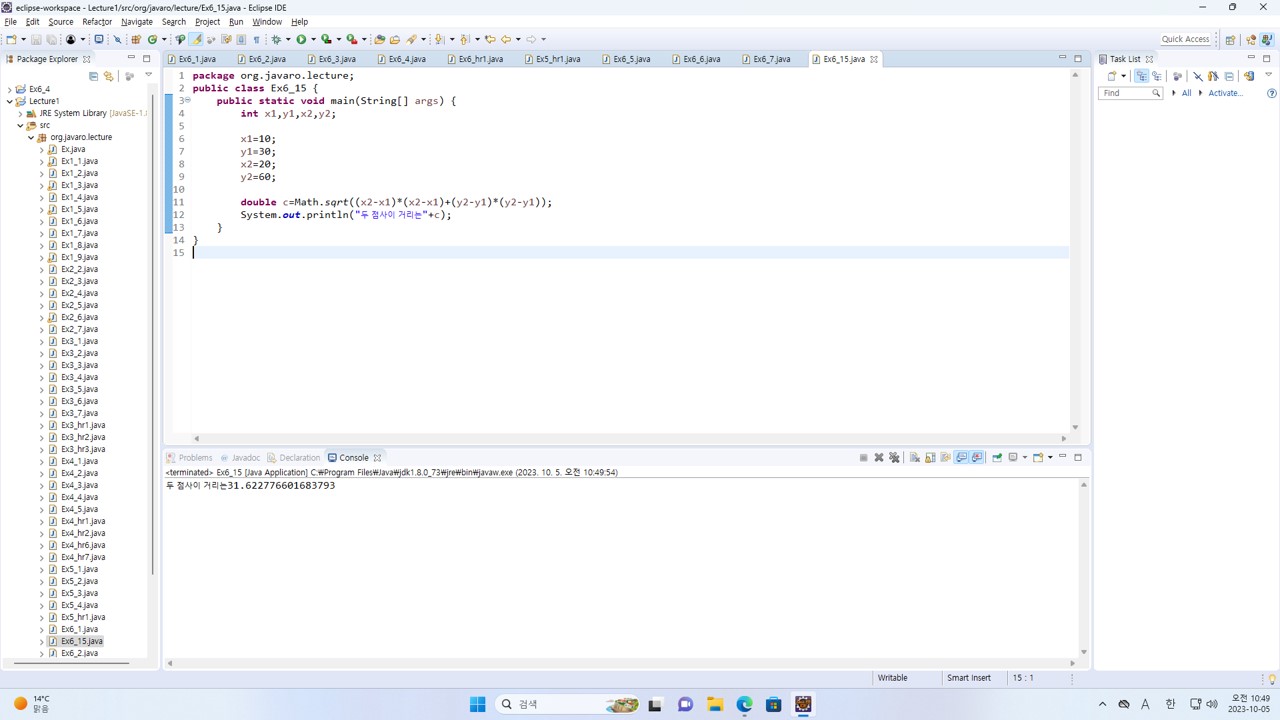 eclipse-workspace - Lecture1/src/org/javaro/lecture/Ex6_15.java - Eclipse IDE
File Edit Source Refactor Navigate Search Project Run Window Help
Quick Access
Package Explorer
Ex6_1.java Ex6_2.java Ex6_3.java Ex6_4.java Ex6_hr1.java Ex5_hr1.java Ex6_5.java Ex6_6.java Ex6_7.java Ex6_15.java
Task List
Find All Activate...
Ex6_4
Lecture1
JRE System Library [JavaSE-1.
src
org.javaro.lecture
Ex.java
Ex1_1.java
Ex1_2.java
Ex1_3.java
Ex1_4.java
Ex1_5.java
Ex1_6.java
Ex1_7.java
Ex1_8.java
Ex1_9.java
Ex2_2.java
Ex2_3.java
Ex2_4.java
Ex2_5.java
Ex2_6.java
Ex2_7.java
Ex3_1.java
Ex3_2.java
Ex3_3.java
Ex3_4.java
Ex3_5.java
Ex3_6.java
Ex3_7.java
Ex3_hr1.java
Ex3_hr2.java
Ex3_hr3.java
Ex4_1.java
Ex4_2.java
Ex4_3.java
Ex4_4.java
Ex4_5.java
Ex4_hr1.java
Ex4_hr2.java
Ex4_hr6.java
Ex4_hr7.java
Ex5_1.java
Ex5_2.java
Ex5_3.java
Ex5_4.java
Ex5_hr1.java
Ex6_1.java
Ex6_15.java
Ex6_2.java
1 package org.javaro.lecture;
2 public class Ex6_15 {
3 public static void main(String[] args) {
4 int x1,y1,x2,y2;
5
6 x1=10;
7 y1=30;
8 x2=20;
9 y2=60;
10
11 double c=Math.sqrt((x2-x1)*(x2-x1)+(y2-y1)*(y2-y1));
12 System.out.println("두 점사이 거리는"+c);
13 }
14 }
15
Problems Javadoc Declaration Console
<terminated> Ex6_15 [Java Application] C:₩Program Files₩Java₩jdk1.8.0_73₩jre₩bin₩javaw.exe (2023. 10. 5. 오전 10:49:54)
두 점사이 거리는31.622776601683793
Writable Smart Insert 15 : 1
14°C
맑음
검색
A 한
오전 10:49
2023-10-05